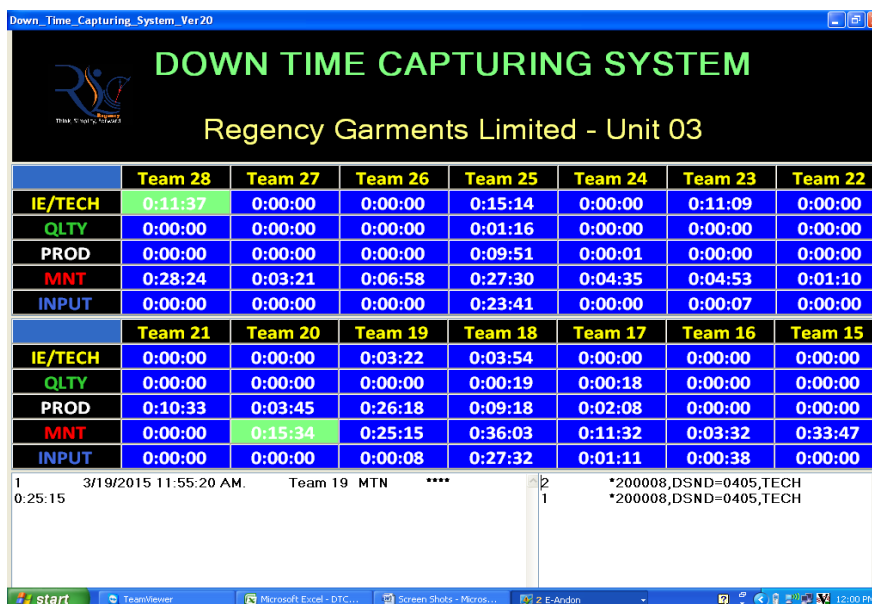 Down_Time_Capturing_System_Ver20
DOWN TIME CAPTURING SYSTEM
Regency
Think, Simplify, Forward
Regency Garments Limited - Unit 03
Team 28 Team 27 Team 26 Team 25 Team 24 Team 23 Team 22
IE/TECH 0:11:37 0:00:00 0:00:00 0:15:14 0:00:00 0:11:09 0:00:00
QLTY 0:00:00 0:00:00 0:00:00 0:01:16 0:00:00 0:00:00 0:00:00
PROD 0:00:00 0:00:00 0:00:00 0:09:51 0:00:01 0:00:00 0:00:00
MNT 0:28:24 0:03:21 0:06:58 0:27:30 0:04:35 0:04:53 0:01:10
INPUT 0:00:00 0:00:00 0:00:00 0:23:41 0:00:00 0:00:07 0:00:00
Team 21 Team 20 Team 19 Team 18 Team 17 Team 16 Team 15
IE/TECH 0:00:00 0:00:00 0:03:22 0:03:54 0:00:00 0:00:00 0:00:00
QLTY 0:00:00 0:00:00 0:00:00 0:00:19 0:00:18 0:00:00 0:00:00
PROD 0:10:33 0:03:45 0:26:18 0:09:18 0:02:08 0:00:00 0:00:00
MNT 0:00:00 0:15:34 0:25:15 0:36:03 0:11:32 0:03:32 0:33:47
INPUT 0:00:00 0:00:00 0:00:08 0:27:32 0:01:11 0:00:38 0:00:00
1 3/19/2015 11:55:20 AM. Team 19 MTN ****
0:25:15
2 *200008,DSND=0405,TECH
1 *200008,DSND=0405,TECH
start TeamViewer Microsoft Excel - DTC... Screen Shots - Micros... 2 E-Andon 12:00 PM